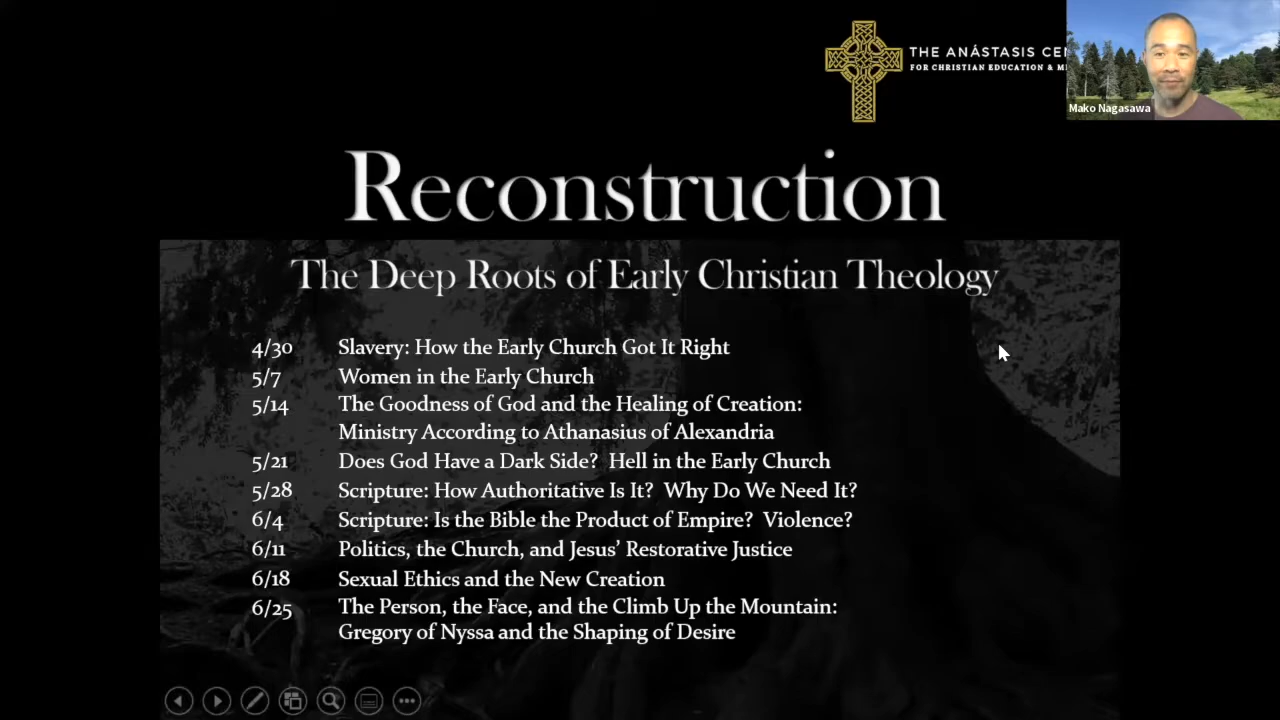 THE ANÁSTASIS CE
FOR CHRISTIAN EDUCATION & M
Mako Nagasawa
Reconstruction
The Deep Roots of Early Christian Theology
4/30 Slavery: How the Early Church Got It Right
5/7 Women in the Early Church
5/14 The Goodness of God and the Healing of Creation:
Ministry According to Athanasius of Alexandria
5/21 Does God Have a Dark Side? Hell in the Early Church
5/28 Scripture: How Authoritative Is It? Why Do We Need It?
6/4 Scripture: Is the Bible the Product of Empire? Violence?
6/11 Politics, the Church, and Jesus’ Restorative Justice
6/18 Sexual Ethics and the New Creation
6/25 The Person, the Face, and the Climb Up the Mountain:
Gregory of Nyssa and the Shaping of Desire